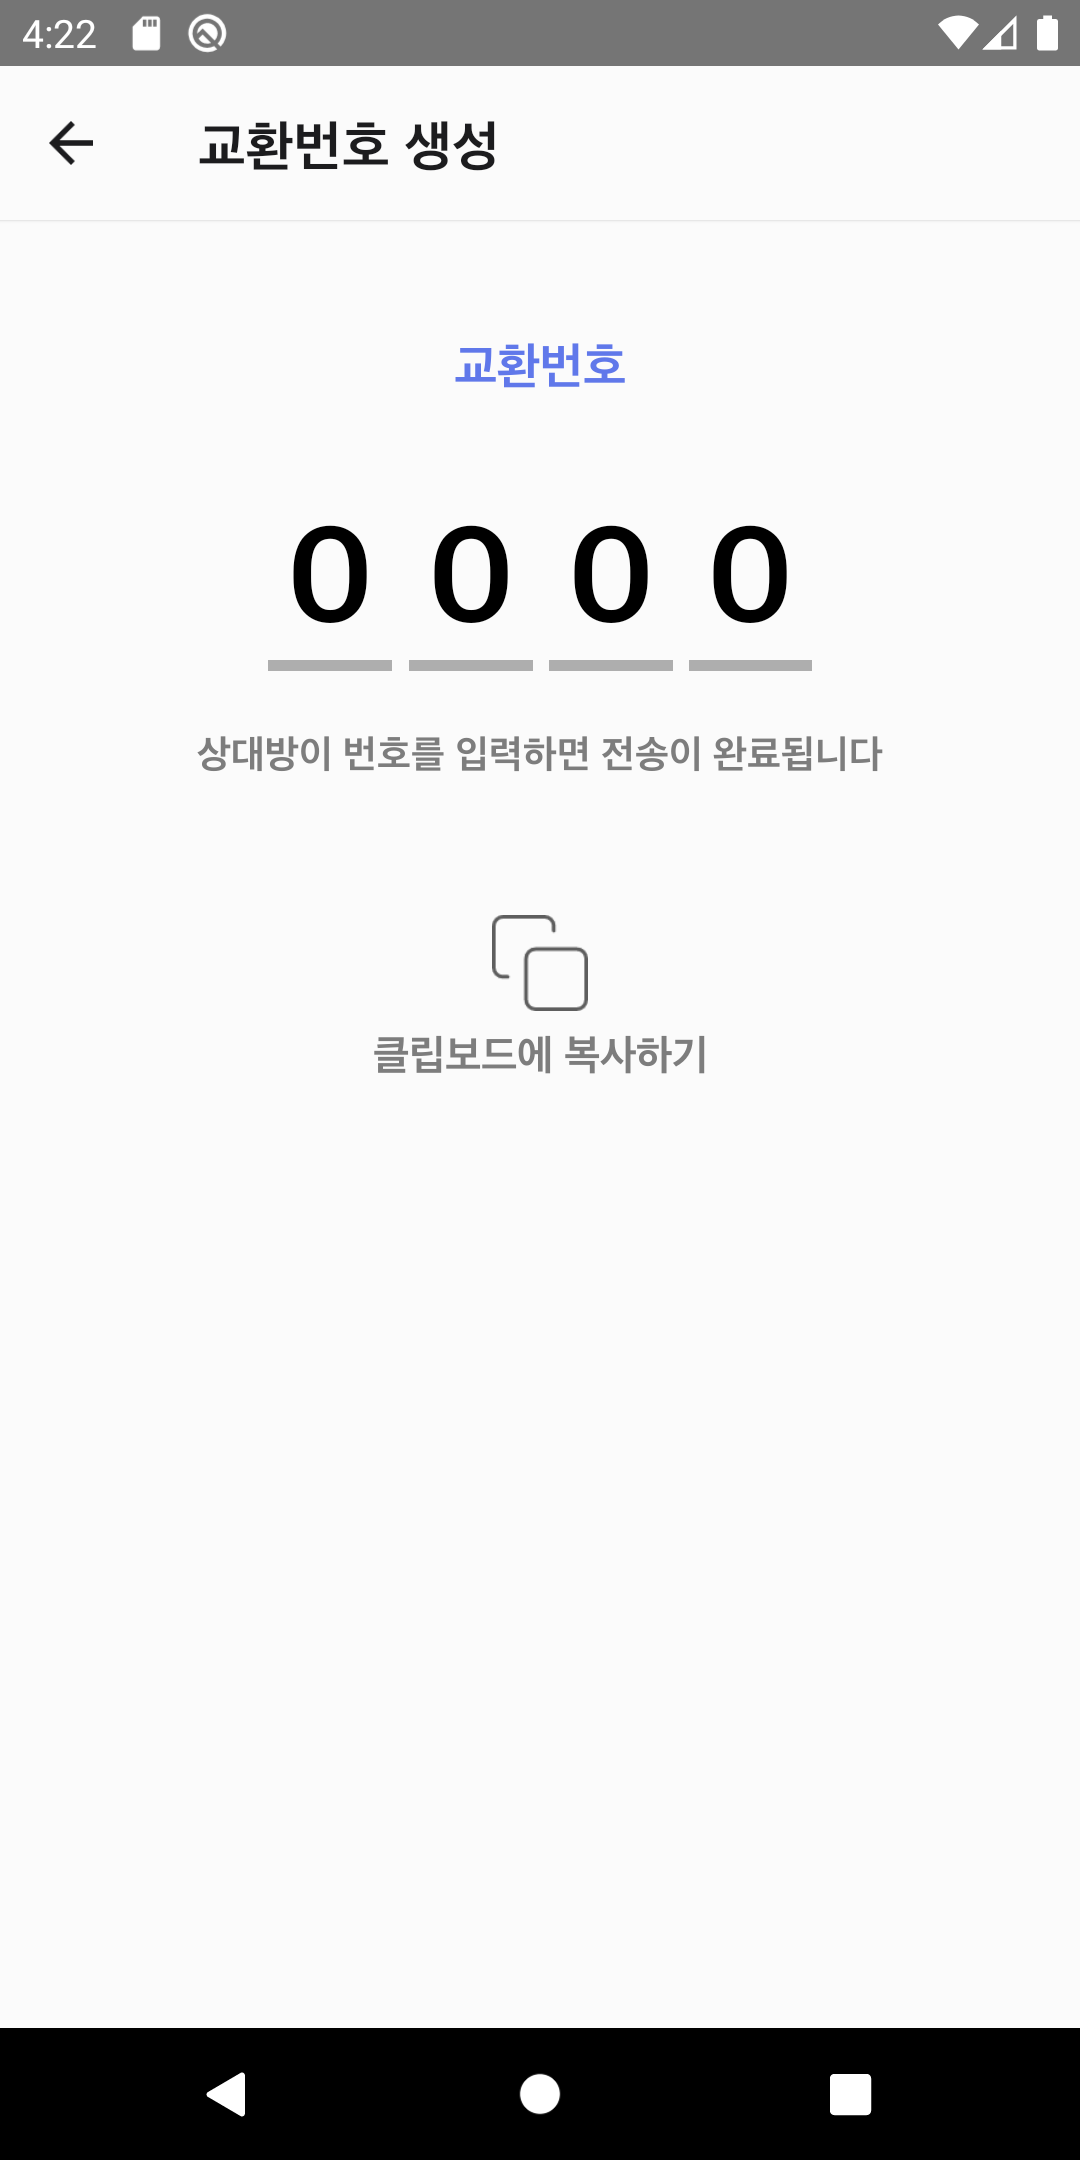 4:22
교환번호 생성
교환번호
0 0 0 0
상대방이 번호를 입력하면 전송이 완료됩니다
클립보드에 복사하기